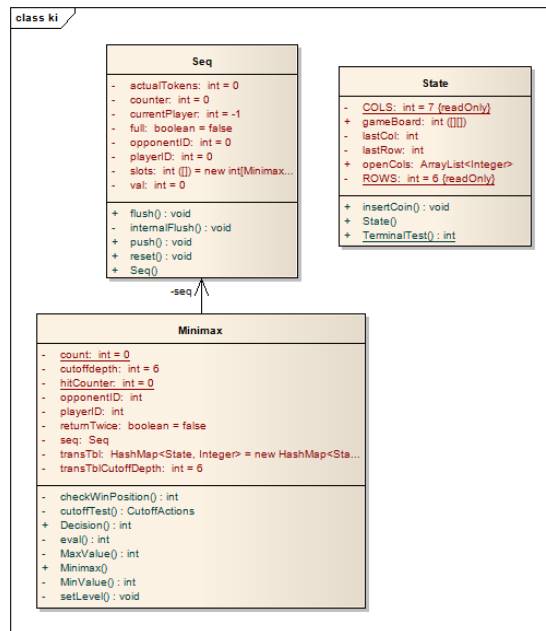 class ki
Seq
- actualTokens: int = 0
- counter: int = 0
- currentPlayer: int = -1
- full: boolean = false
- opponentID: int = 0
- playerID: int = 0
- slots: int ([]) = new int[Minimax...
- val: int = 0
+ flush() : void
- internalFlush() : void
+ push() : void
+ reset() : void
+ Seq()
State
- COLS: int = 7 {readOnly}
+ gameBoard: int ([][])
- lastCol: int
- lastRow: int
+ openCols: ArrayList<Integer>
- ROWS: int = 6 {readOnly}
+ insertCoin() : void
+ State()
+ TerminalTest() : int
-seq
Minimax
- count: int = 0
- cutoffdepth: int = 6
- hitCounter: int = 0
- opponentID: int
- playerID: int
- returnTwice: boolean = false
- seq: Seq
- transTbl: HashMap<State, Integer> = new HashMap<Sta...
- transTblCutoffDepth: int = 6
- checkWinPosition() : int
- cutoffTest() : CutoffActions
+ Decision() : int
- eval() : int
- MaxValue() : int
+ Minimax()
- MinValue() : int
- setLevel() : void